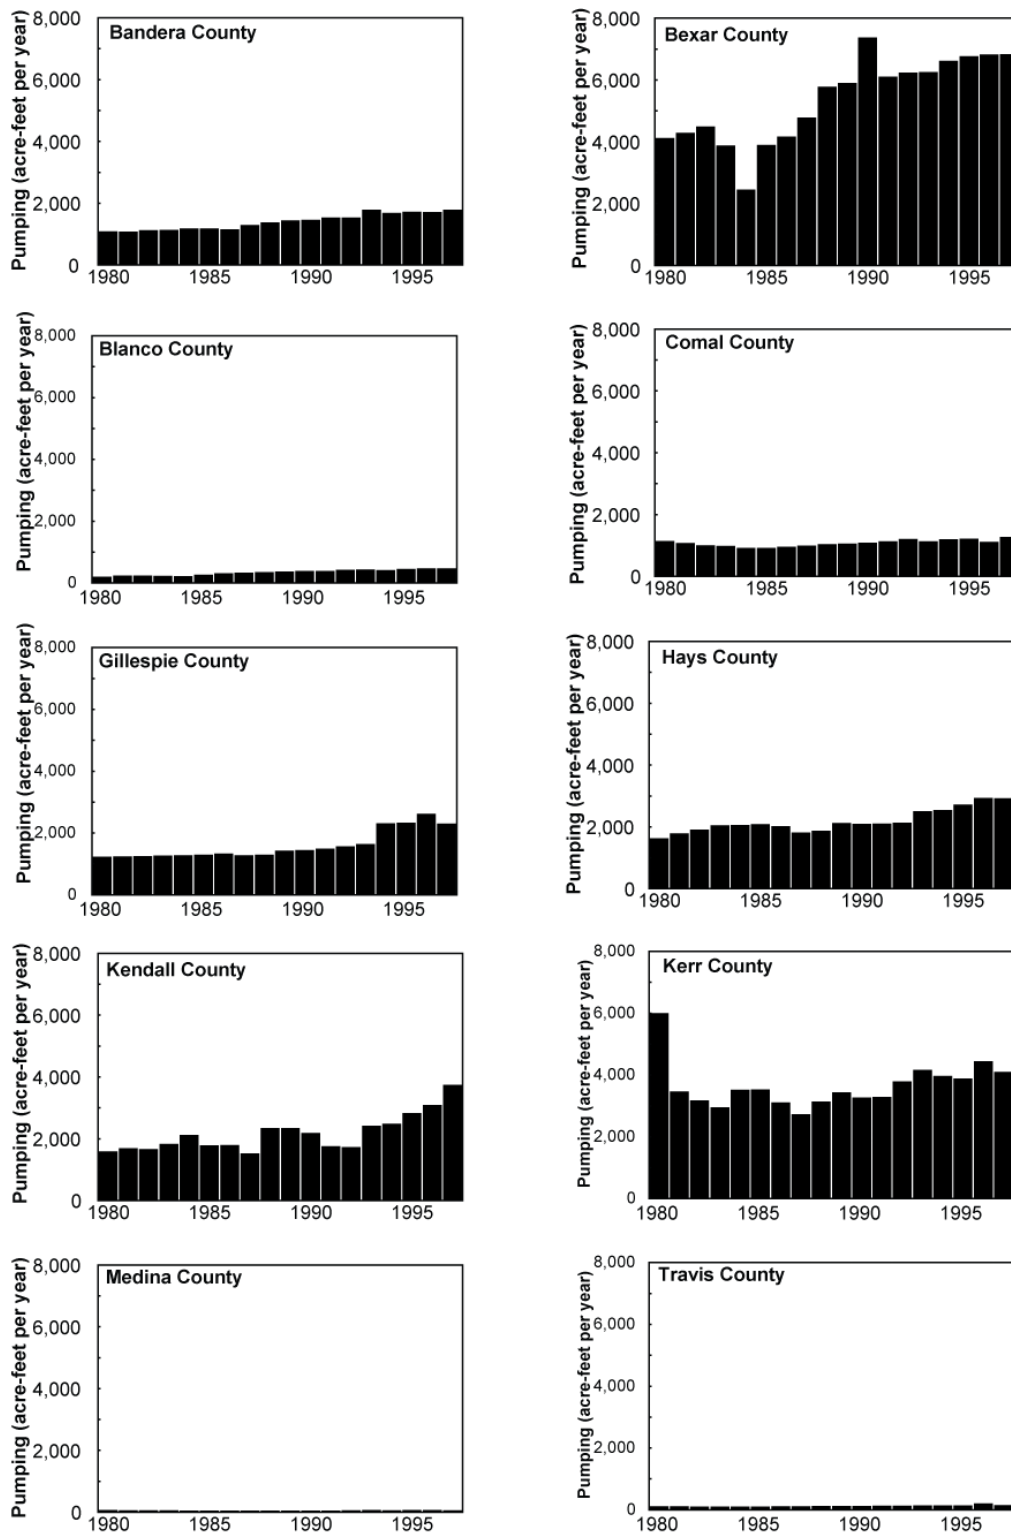 Bandera County
Pumping (acre-feet per year)
8,000
6,000
4,000
2,000
0
1980 1985 1990 1995
Bexar County
Pumping (acre-feet per year)
8,000
6,000
4,000
2,000
0
1980 1985 1990 1995
Blanco County
Pumping (acre-feet per year)
8,000
6,000
4,000
2,000
0
1980 1985 1990 1995
Comal County
Pumping (acre-feet per year)
8,000
6,000
4,000
2,000
0
1980 1985 1990 1995
Gillespie County
Pumping (acre-feet per year)
8,000
6,000
4,000
2,000
0
1980 1985 1990 1995
Hays County
Pumping (acre-feet per year)
8,000
6,000
4,000
2,000
0
1980 1985 1990 1995
Kendall County
Pumping (acre-feet per year)
8,000
6,000
4,000
2,000
0
1980 1985 1990 1995
Kerr County
Pumping (acre-feet per year)
8,000
6,000
4,000
2,000
0
1980 1985 1990 1995
Medina County
Pumping (acre-feet per year)
8,000
6,000
4,000
2,000
0
1980 1985 1990 1995
Travis County
Pumping (acre-feet per year)
8,000
6,000
4,000
2,000
0
1980 1985 1990 1995